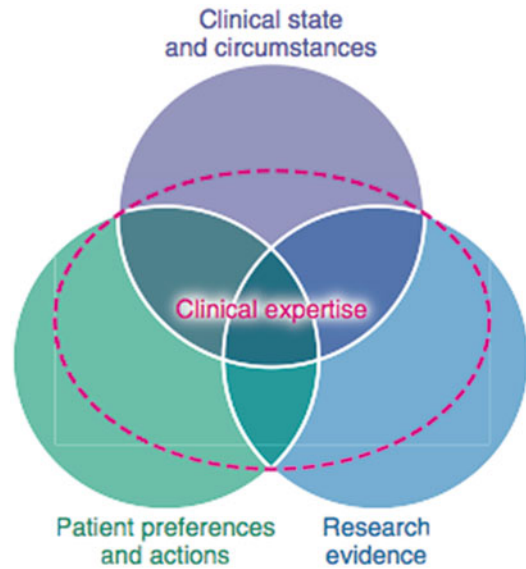 Clinical state
and circumstances
Clinical expertise
Patient preferences
and actions
Research
evidence